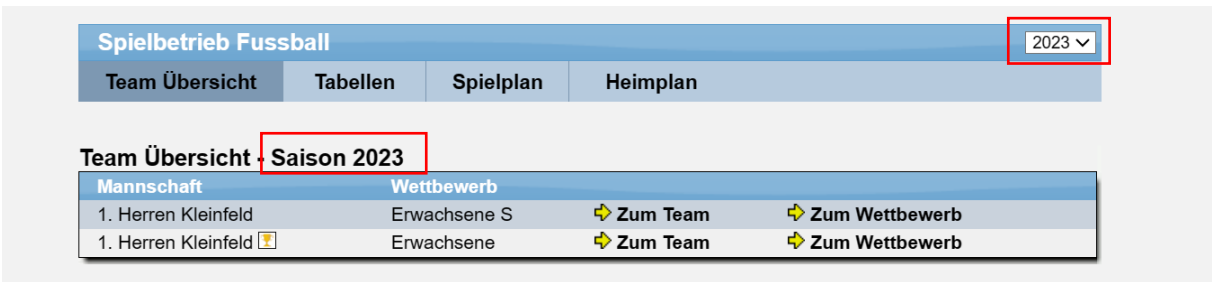 Spielbetrieb Fussball 2023
Team Übersicht Tabellen Spielplan Heimplan
Team Übersicht - Saison 2023
Mannschaft Wettbewerb
1. Herren Kleinfeld Erwachsene S Zum Team Zum Wettbewerb
1. Herren Kleinfeld Erwachsene Zum Team Zum Wettbewerb